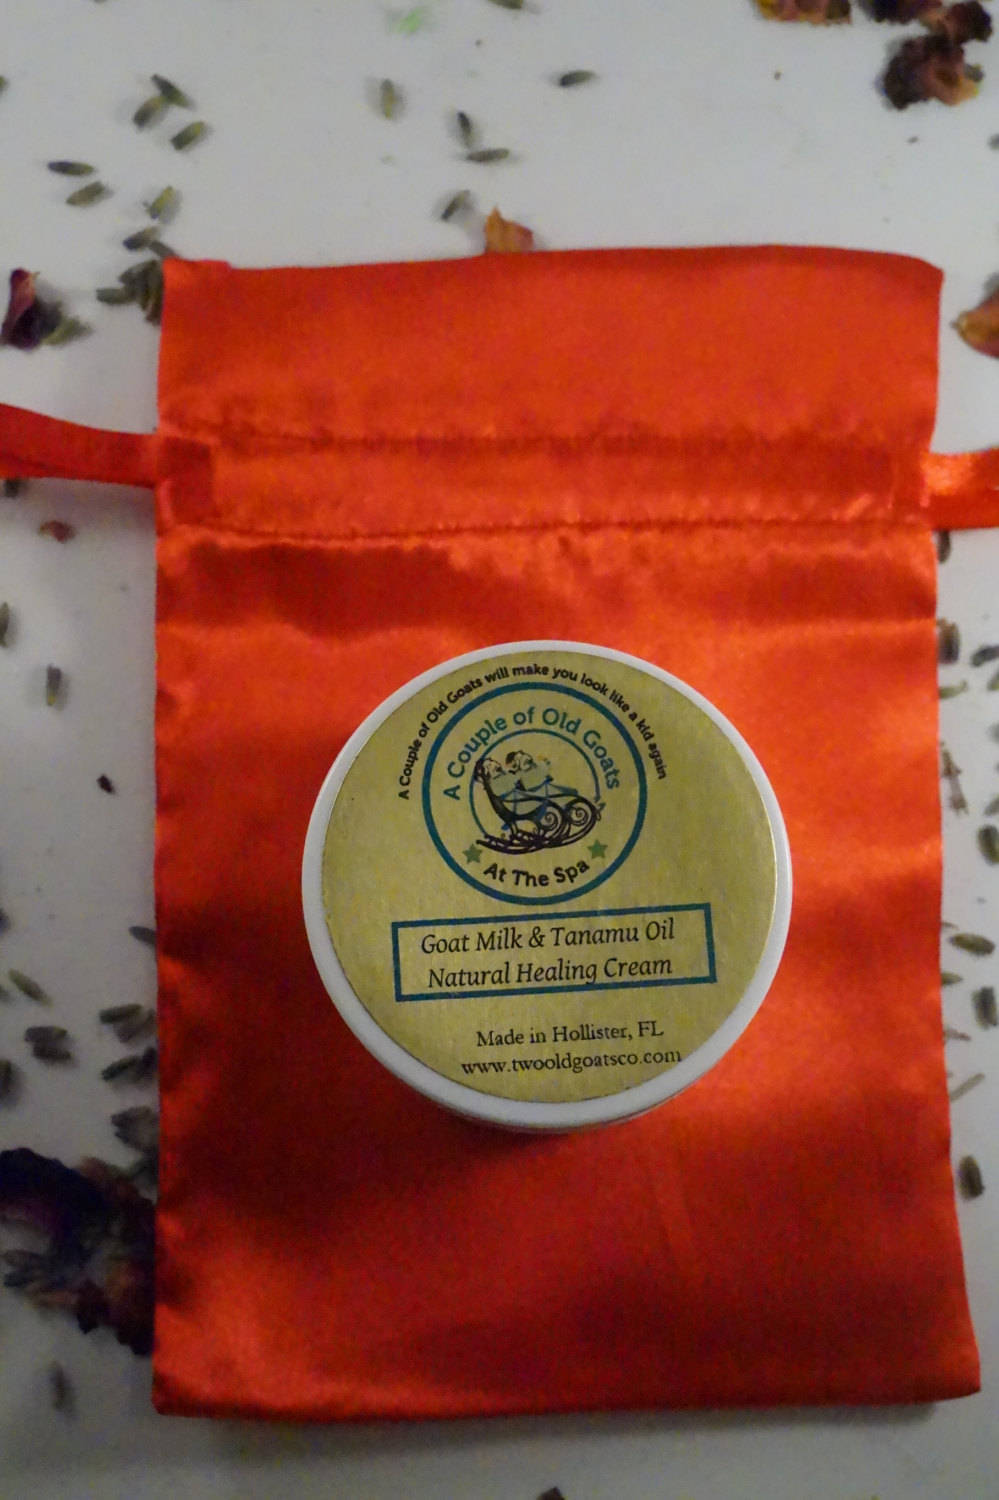 A Couple of Old Goats will make you look like a kid again
A Couple of Old Goats
At The Spa
Goat Milk & Tanamu Oil
Natural Healing Cream
Made in Hollister, FL
www.twooldgoatsco.com